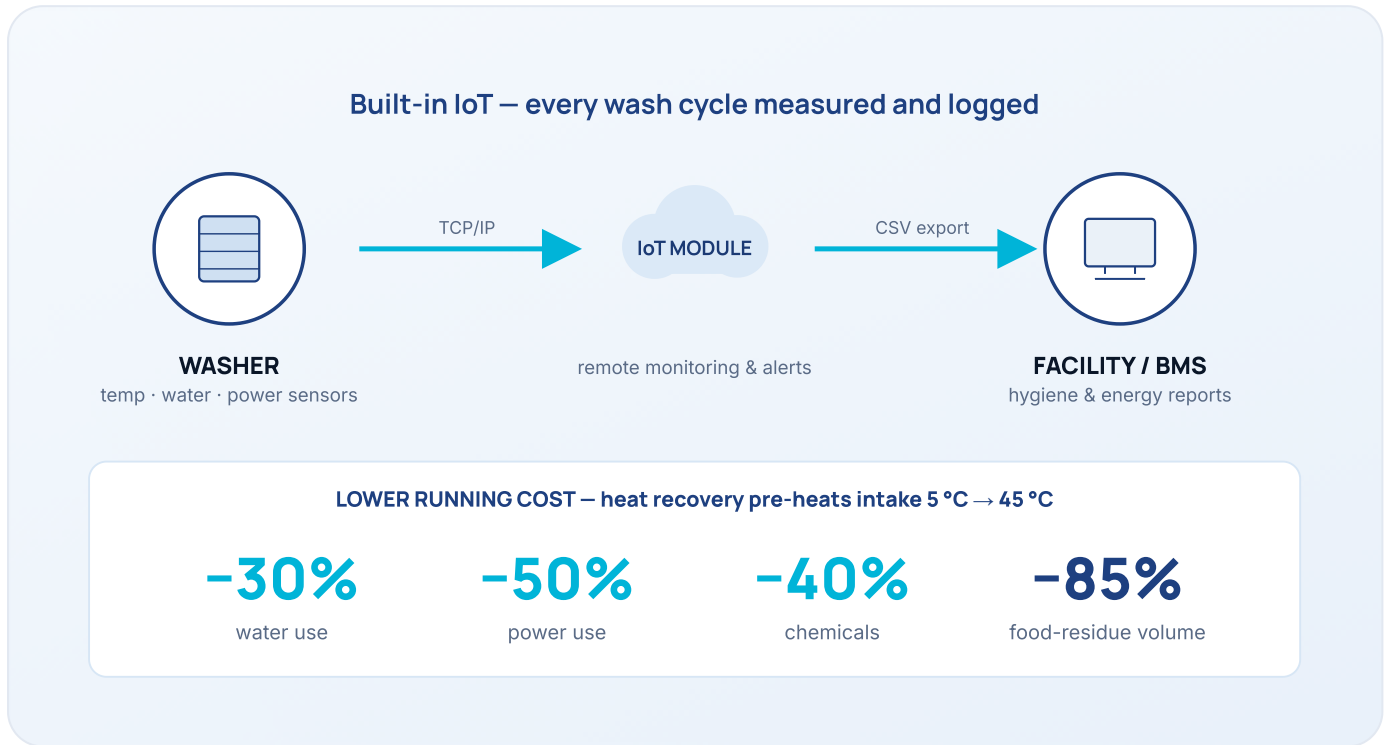 Built-in IoT — every wash cycle measured and logged
TCP/IP
IoT MODULE
CSV export
WASHER
temp · water · power sensors
remote monitoring & alerts
FACILITY / BMS
hygiene & energy reports
LOWER RUNNING COST — heat recovery pre-heats intake 5 °C → 45 °C
−30%
−50%
−40%
−85%
water use
power use
chemicals
food-residue volume